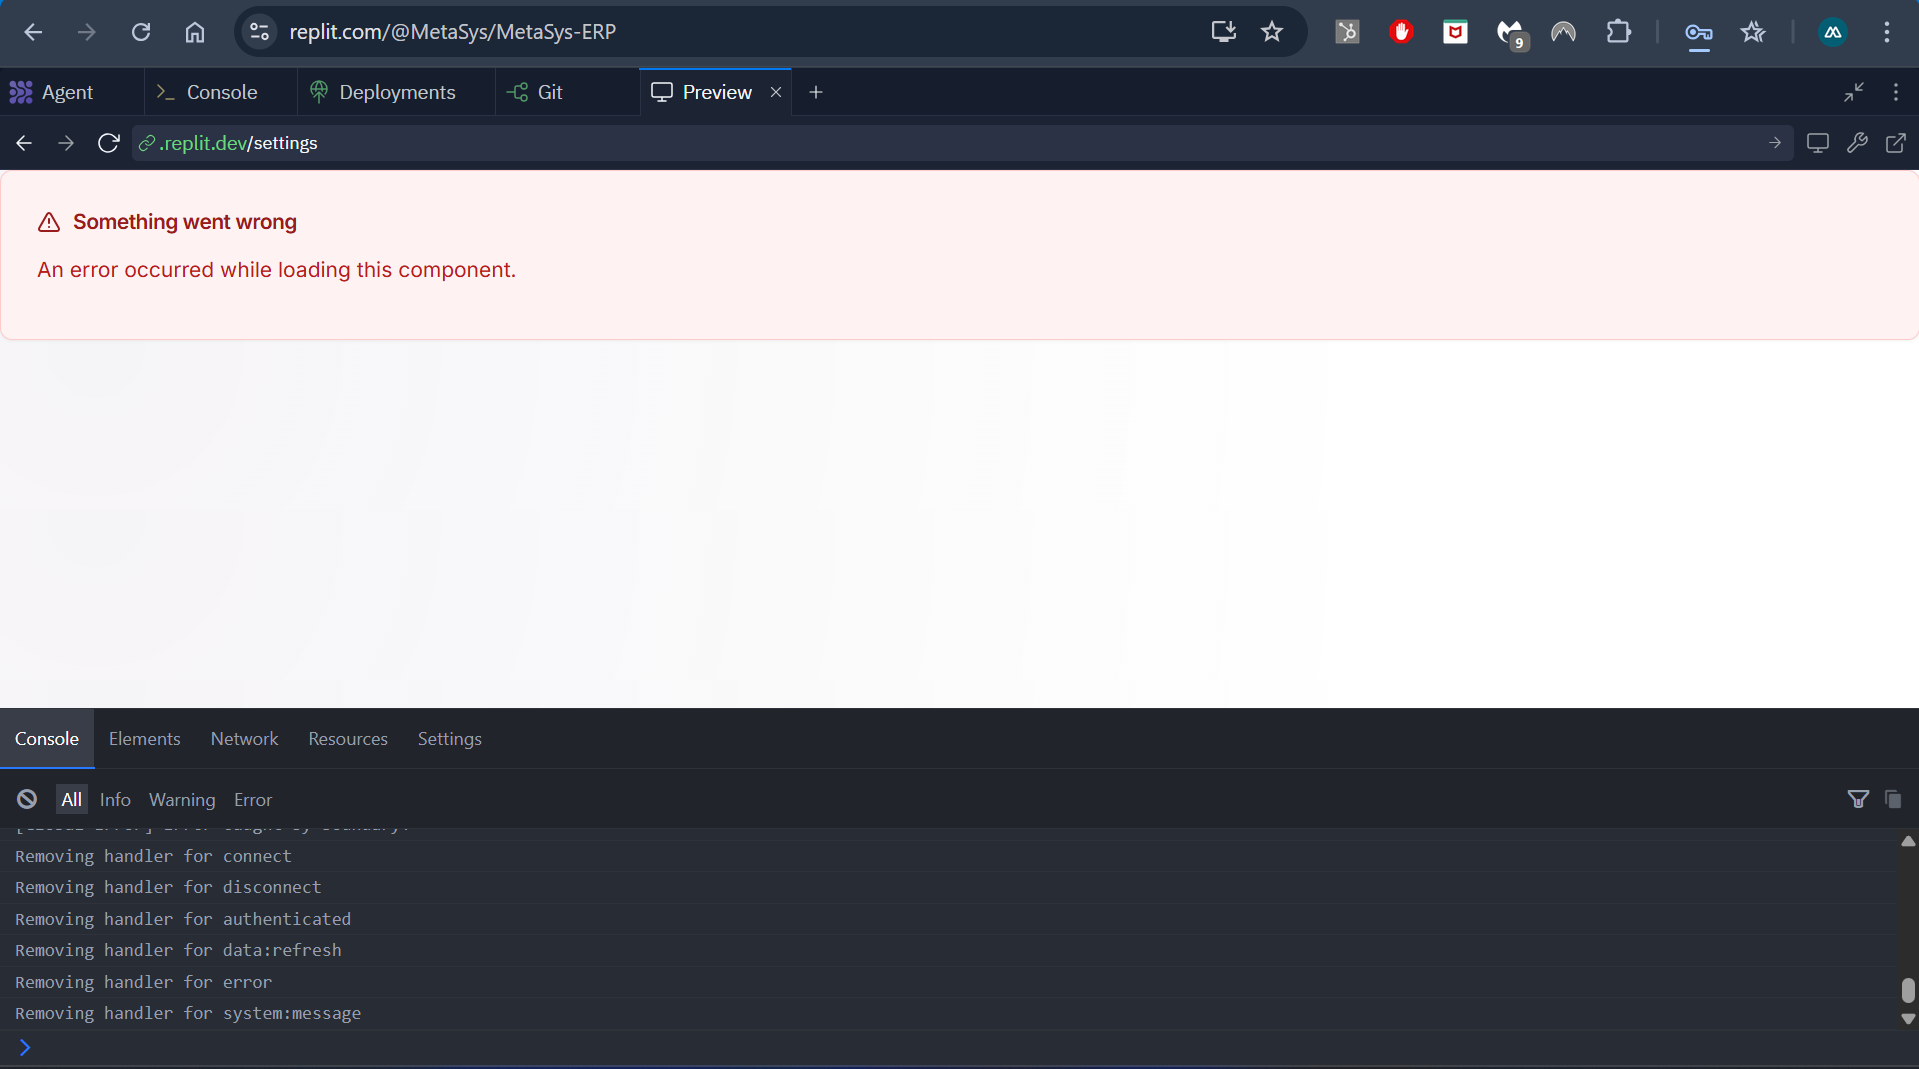 replit.com/@MetaSys/MetaSys-ERP
9
Agent
Console
Deployments
Git
Preview
.replit.dev/settings
Something went wrong
An error occurred while loading this component.
Console Elements Network Resources Settings
All Info Warning Error
Removing handler for connect
Removing handler for disconnect
Removing handler for authenticated
Removing handler for data:refresh
Removing handler for error
Removing handler for system:message